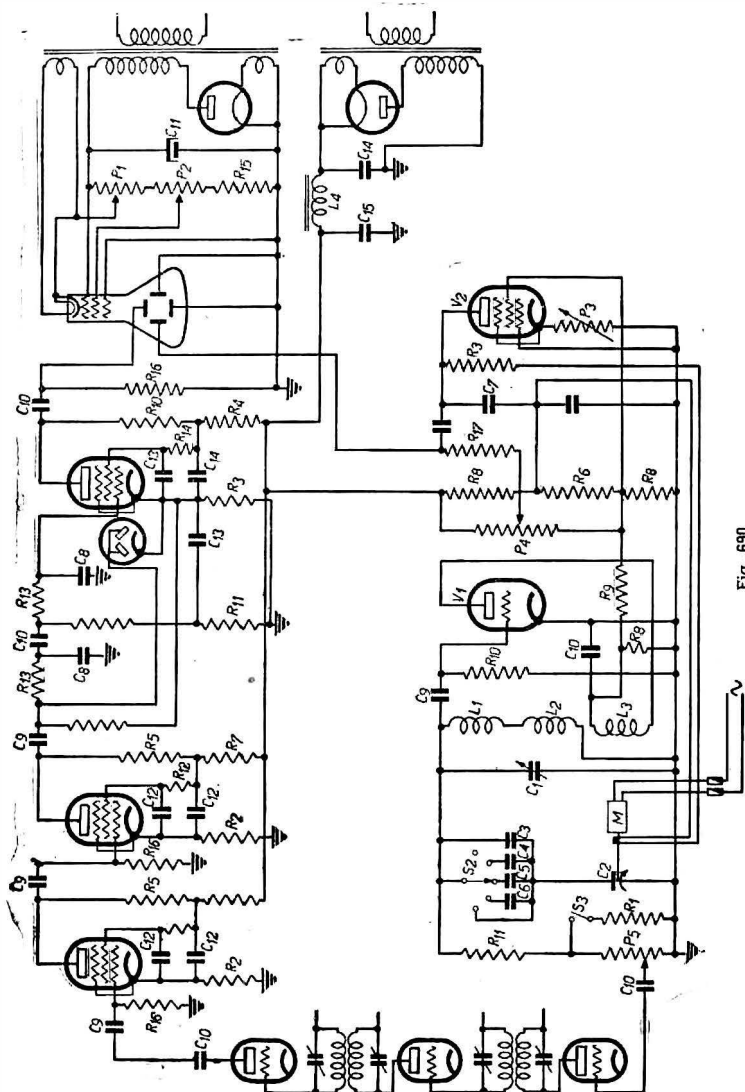 C11
P1
P2
R15
C14
L4
C15
C10
R16
R10
R4
R14
C13
C14
R3
C13
R13
C8
C10
R11
R13
C8
C9
R5
R7
R12
C12
C12
R2
C9
R16
R5
C12
C12
R2
C9
R16
C10
V2
P3
R3
C7
R17
R8
R6
R8
P4
V1
R9
R10
C10
R8
C9
L1
L2
L3
C1
M
S2
C3
C4
C5
C6
C2
S3
R1
R11
P5
C10
Fig. 690